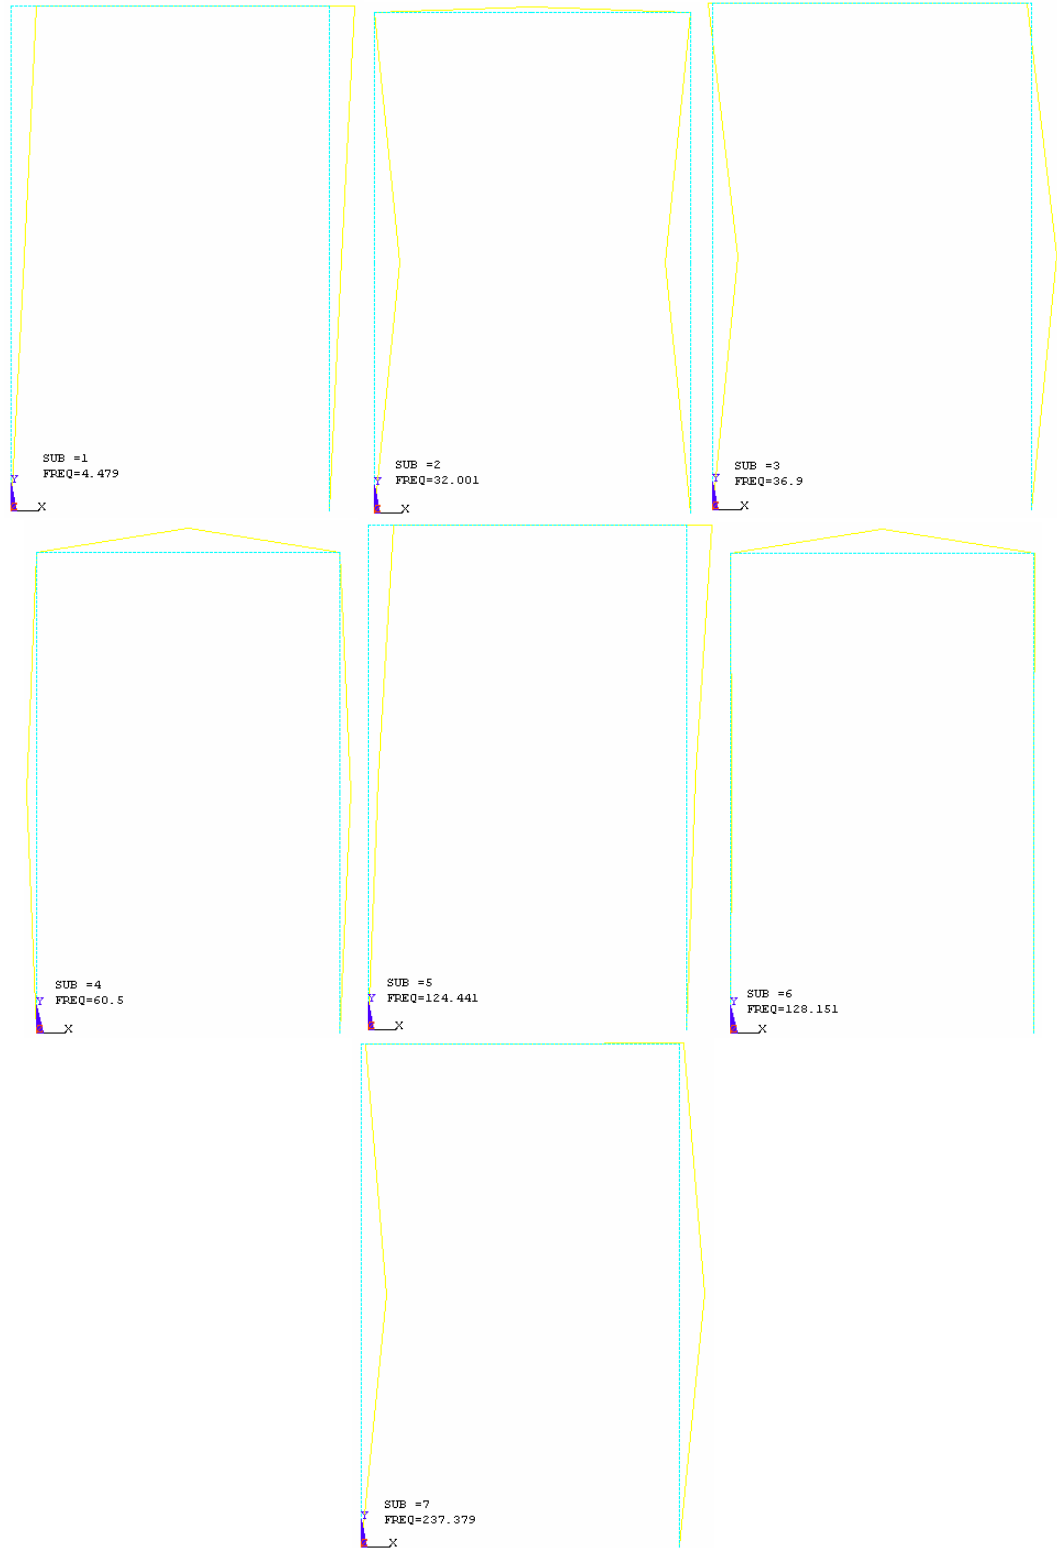 SUB =1
FREQ=4.479
Y
X
SUB =2
FREQ=32.001
Y
X
SUB =3
FREQ=36.9
Y
X
SUB =4
FREQ=60.5
Y
X
SUB =5
FREQ=124.441
Y
X
SUB =6
FREQ=128.151
Y
X
SUB =7
FREQ=237.379
Y
X